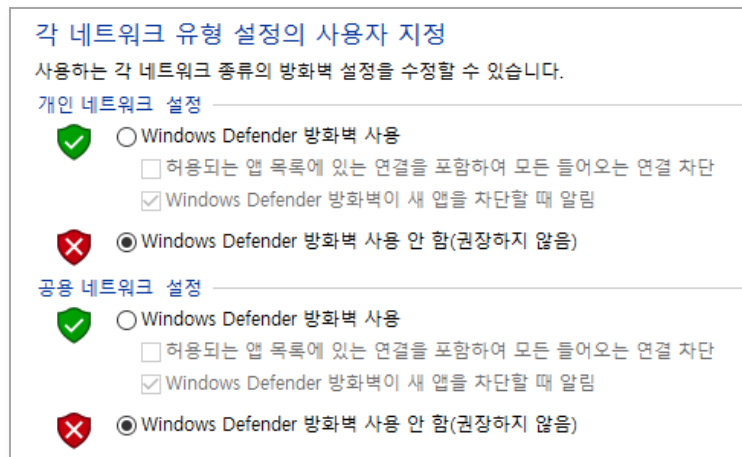 각 네트워크 유형 설정의 사용자 지정
사용하는 각 네트워크 종류의 방화벽 설정을 수정할 수 있습니다.
개인 네트워크 설정
Windows Defender 방화벽 사용
허용되는 앱 목록에 있는 연결을 포함하여 모든 들어오는 연결 차단
Windows Defender 방화벽이 새 앱을 차단할 때 알림
Windows Defender 방화벽 사용 안 함(권장하지 않음)
공용 네트워크 설정
Windows Defender 방화벽 사용
허용되는 앱 목록에 있는 연결을 포함하여 모든 들어오는 연결 차단
Windows Defender 방화벽이 새 앱을 차단할 때 알림
Windows Defender 방화벽 사용 안 함(권장하지 않음)